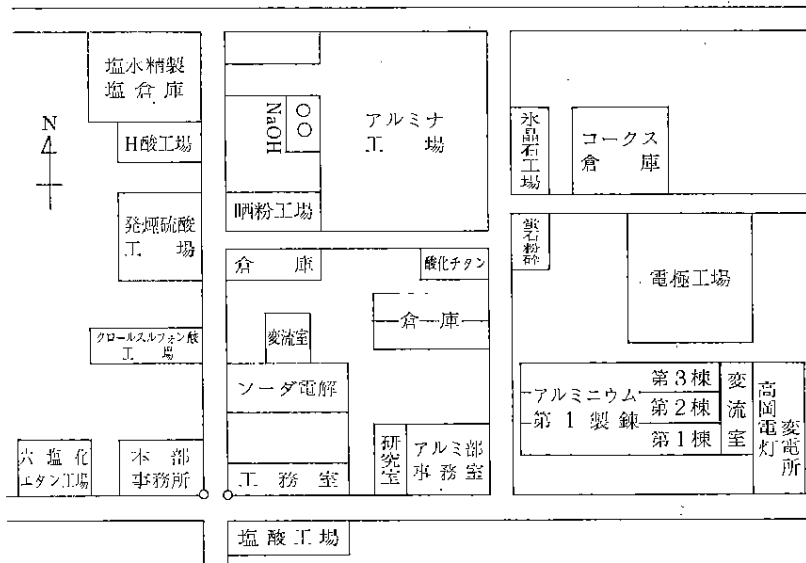 塩水精製
塩倉庫
N
H酸工場
発煙硫酸
工場
クロールスルフォン酸
工場
六塩化
エタン工場
本部
事務所
NaOH
アルミナ
工場
晒粉工場
倉庫
酸化チタン
倉庫
変流室
ソーダ電解
工務室
研究室
アルミ部
事務室
塩酸工場
氷晶石工場
コークス
倉庫
蛍石粉砕
電極工場
アルミニウム
第1製錬
第3棟
第2棟
第1棟
変流室
高岡電灯
変電所